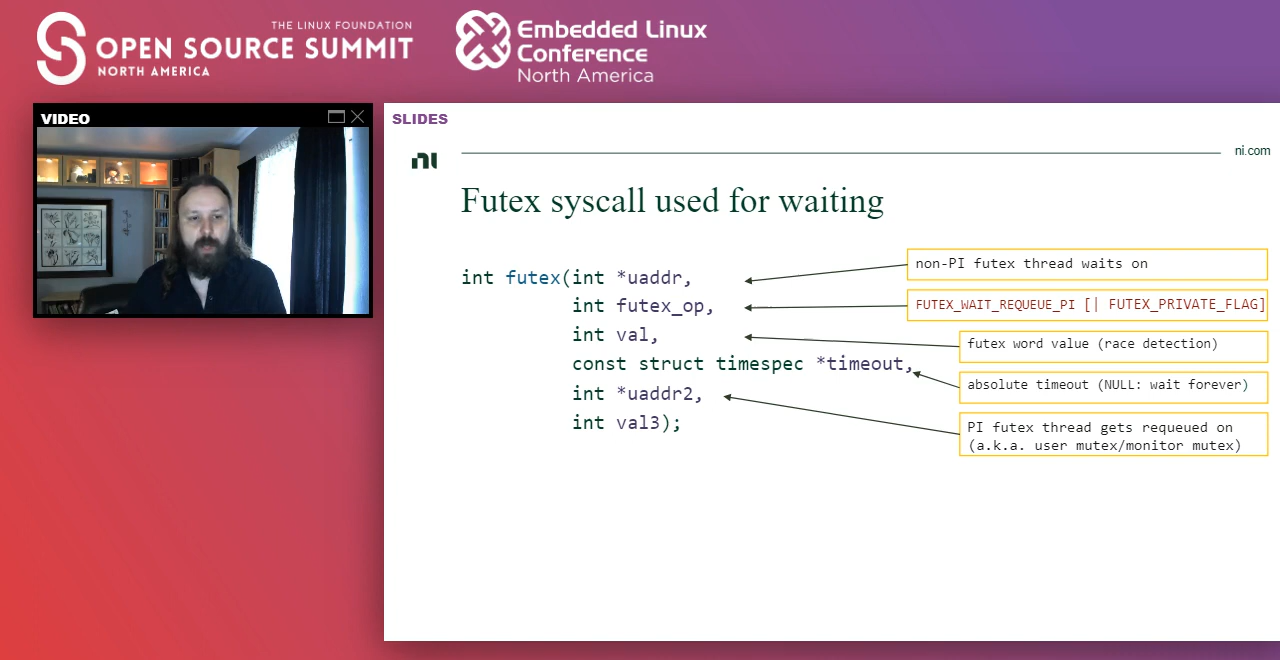 THE LINUX FOUNDATION
OPEN SOURCE SUMMIT
NORTH AMERICA
Embedded Linux
Conference
North America
VIDEO
SLIDES
ni
ni.com
Futex syscall used for waiting
int futex(int *uaddr,
int futex_op,
int val,
const struct timespec *timeout,
int *uaddr2,
int val3);
non-PI futex thread waits on
FUTEX_WAIT_REQUEUE_PI [| FUTEX_PRIVATE_FLAG]
futex word value (race detection)
absolute timeout (NULL: wait forever)
PI futex thread gets requeued on
(a.k.a. user mutex/monitor mutex)